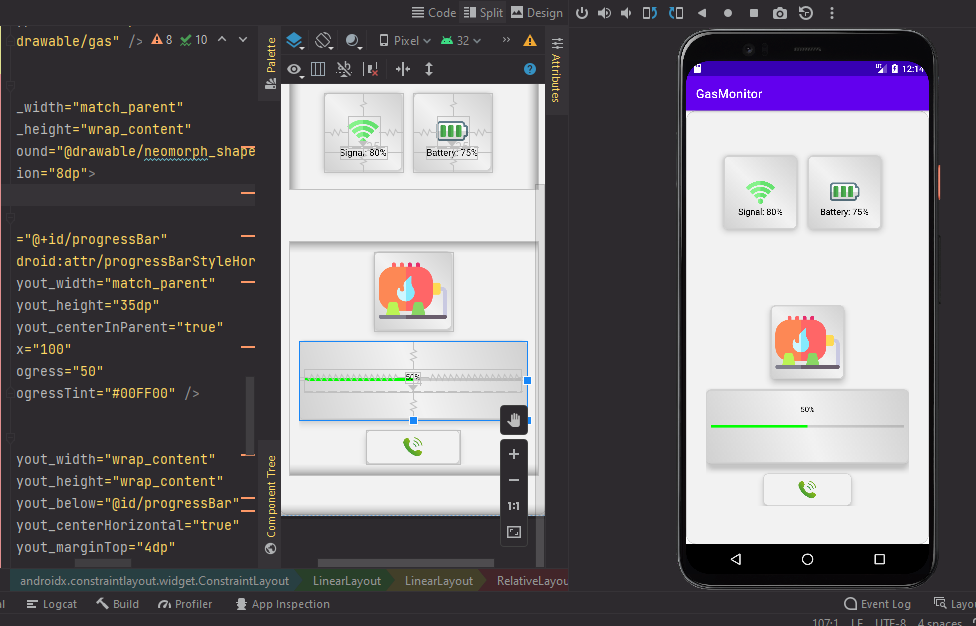 Code Split Design
drawable/gas" /> 8 10
Palette
Pixel 32
Attributes
_width="match_parent"
_height="wrap_content"
ound="@drawable/neomorph_shape
ion="8dp">
="@+id/progressBar"
droid:attr/progressBarStyleHor
yout_width="match_parent"
yout_height="35dp"
yout_centerInParent="true"
x="100"
ogress="50"
ogressTint="#00FF00" />
yout_width="wrap_content"
yout_height="wrap_content"
yout_below="@id/progressBar"
yout_centerHorizontal="true"
yout_marginTop="4dp"
Component Tree
Signal: 80% Battery: 75%
50%
1:1
12:14
GasMonitor
Signal: 80% Battery: 75%
50%
androidx.constraintlayout.widget.ConstraintLayout LinearLayout LinearLayout RelativeLayou
al Logcat Build Profiler App Inspection Event Log Layou
107:1 LF UTF-8 4 spaces